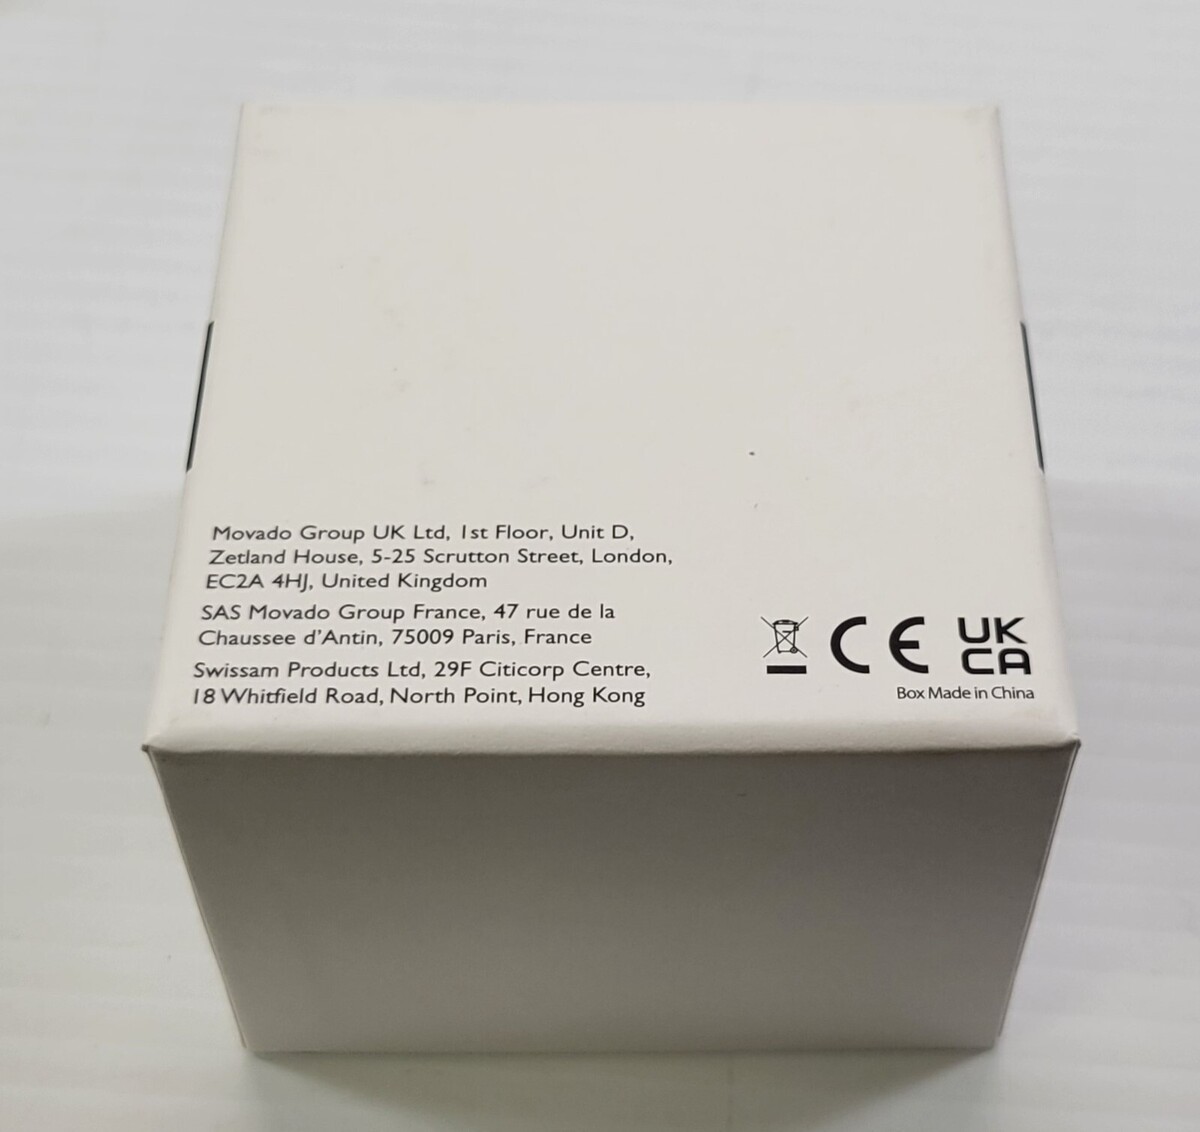 Movado Group UK Ltd, 1st Floor, Unit D,
Zetland House, 5-25 Scrutton Street, London,
EC2A 4HJ, United Kingdom
SAS Movado Group France, 47 rue de la
Chaussee d'Antin, 75009 Paris, France
Swissam Products Ltd, 29F Citicorp Centre,
18 Whitfield Road, North Point, Hong Kong
CE
UK
CA
Box Made in China